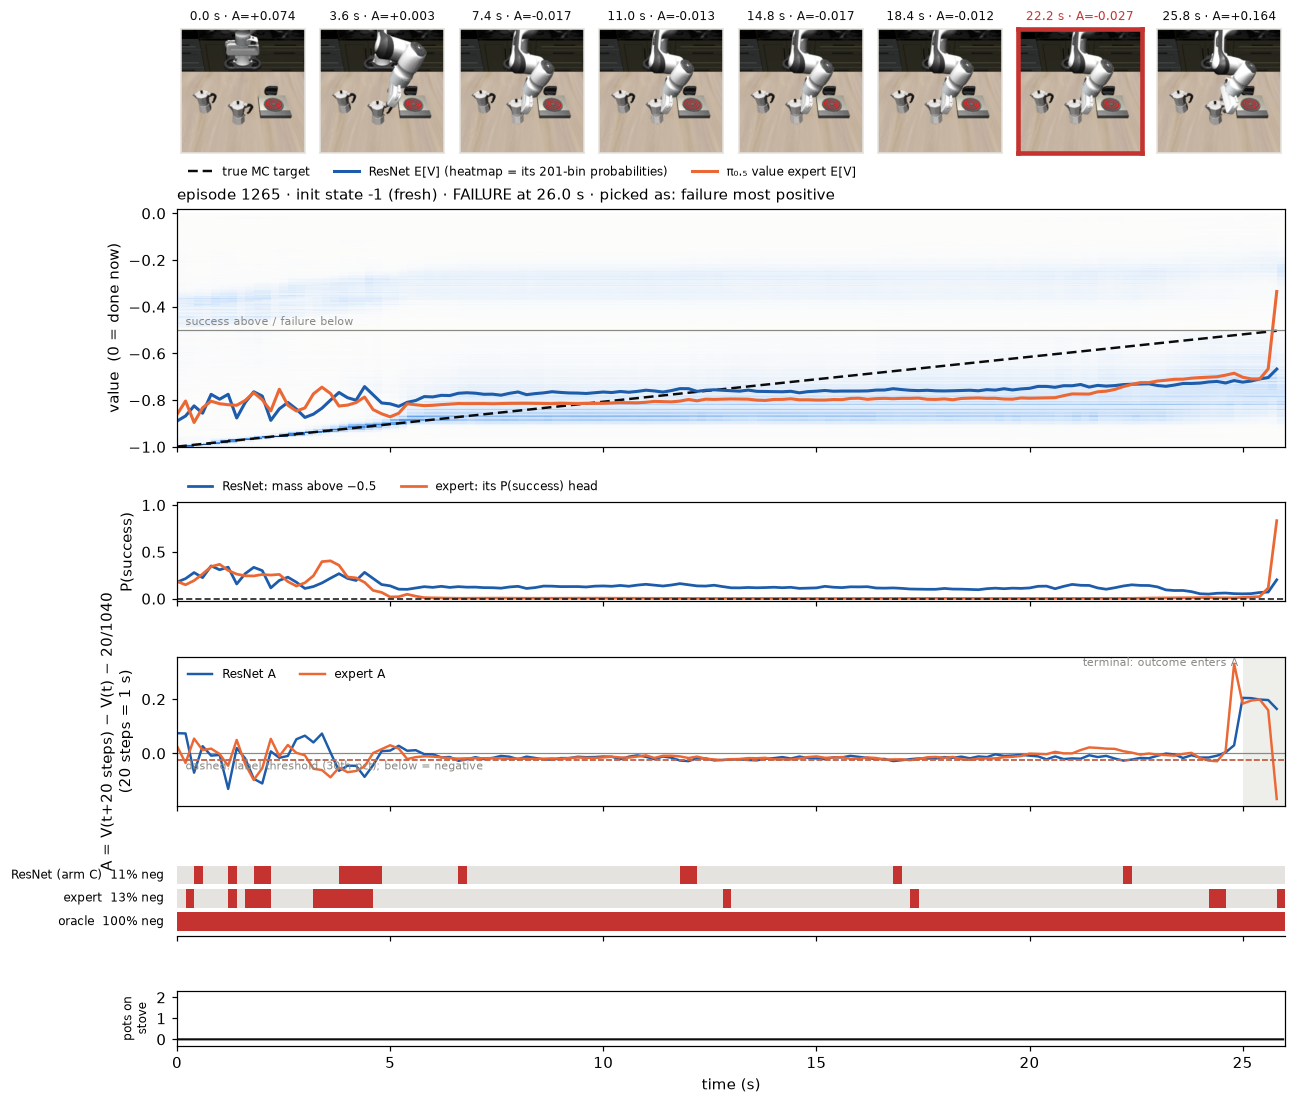 0.0 s · A=+0.074
3.6 s · A=+0.003
7.4 s · A=-0.017
11.0 s · A=-0.013
14.8 s · A=-0.017
18.4 s · A=-0.012
22.2 s · A=-0.027
25.8 s · A=+0.164
true MC target
ResNet E[V] (heatmap = its 201-bin probabilities)
π₀.₅ value expert E[V]
episode 1265 · init state -1 (fresh) · FAILURE at 26.0 s · picked as: failure most positive
value (0 = done now)
0.0
−0.2
−0.4
−0.6
−0.8
−1.0
success above / failure below
ResNet: mass above −0.5
expert: its P(success) head
P(success)
1.0
0.5
0.0
A = V(t+20 steps) − V(t) − 20/1040
(20 steps = 1 s)
ResNet A
expert A
terminal: outcome enters A
0.2
0.0
label threshold (30th
below = negative
ResNet (arm C) 11% neg
expert 13% neg
oracle 100% neg
pots on
stove
2
1
0
0
5
10
15
20
25
time (s)